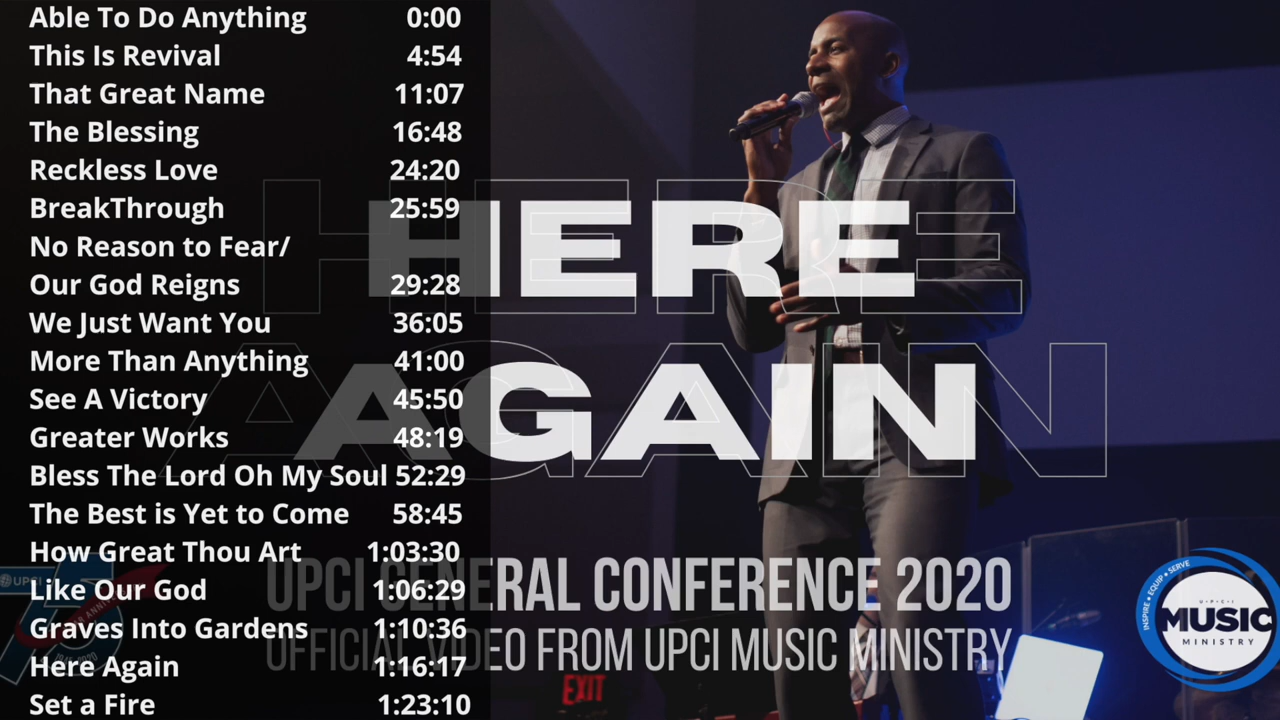 Able To Do Anything 0:00
This Is Revival 4:54
That Great Name 11:07
The Blessing 16:48
Reckless Love 24:20
BreakThrough 25:59
No Reason to Fear/
Our God Reigns 29:28
We Just Want You 36:05
More Than Anything 41:00
See A Victory 45:50
Greater Works 48:19
Bless The Lord Oh My Soul 52:29
The Best is Yet to Come 58:45
How Great Thou Art 1:03:30
Like Our God 1:06:29
Graves Into Gardens 1:10:36
Here Again 1:16:17
Set a Fire 1:23:10
HERE
AGAIN
UPCI GENERAL CONFERENCE 2020
OFFICIAL VIDEO FROM UPCI MUSIC MINISTRY
EXIT
#UPCI
75
INSPIRE • EQUIP • SERVE
UPCI
MUSIC
MINISTRY